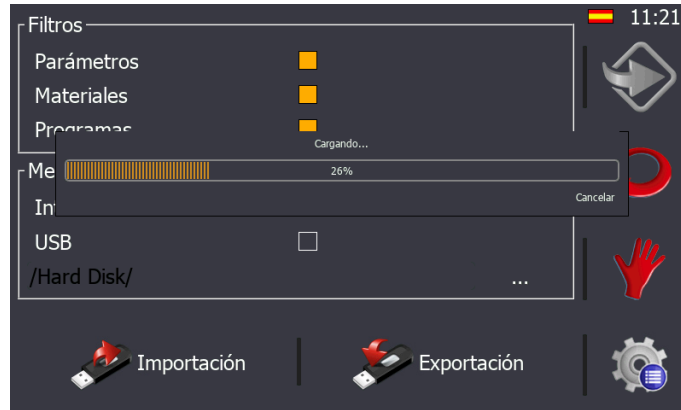 11:21
Filtros
Parámetros
Materiales
Programas
Cargando...
26%
Cancelar
USB
/Hard Disk/
...
Importación
Exportación